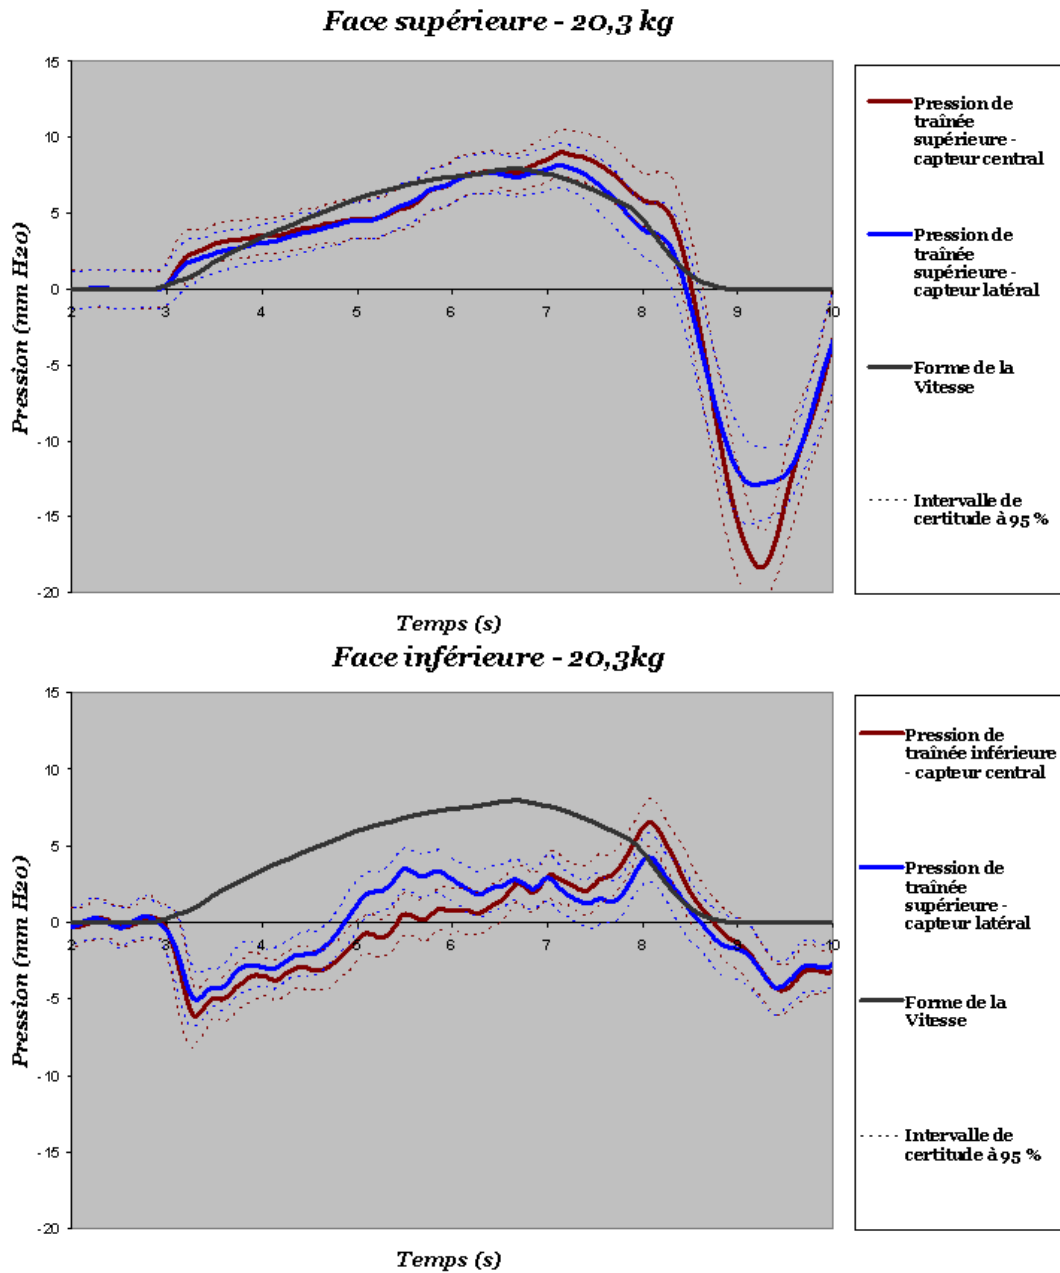 Face supérieure - 20,3 kg
15
10
5
0
-5
-10
-15
-20
2
3
4
5
6
7
8
9
10
Pression (mm H20)
Temps (s)
Pression de
traînée
supérieure -
capteur central
Pression de
traînée
supérieure -
capteur latéral
Forme de la
Vitesse
Intervalle de
certitude à 95 %
Face inférieure - 20,3kg
15
10
5
0
-5
-10
-15
-20
2
3
4
5
6
7
8
9
10
Pression (mm H20)
Temps (s)
Pression de
traînée inférieure
- capteur central
Pression de
traînée
supérieure -
capteur latéral
Forme de la
Vitesse
Intervalle de
certitude à 95 %